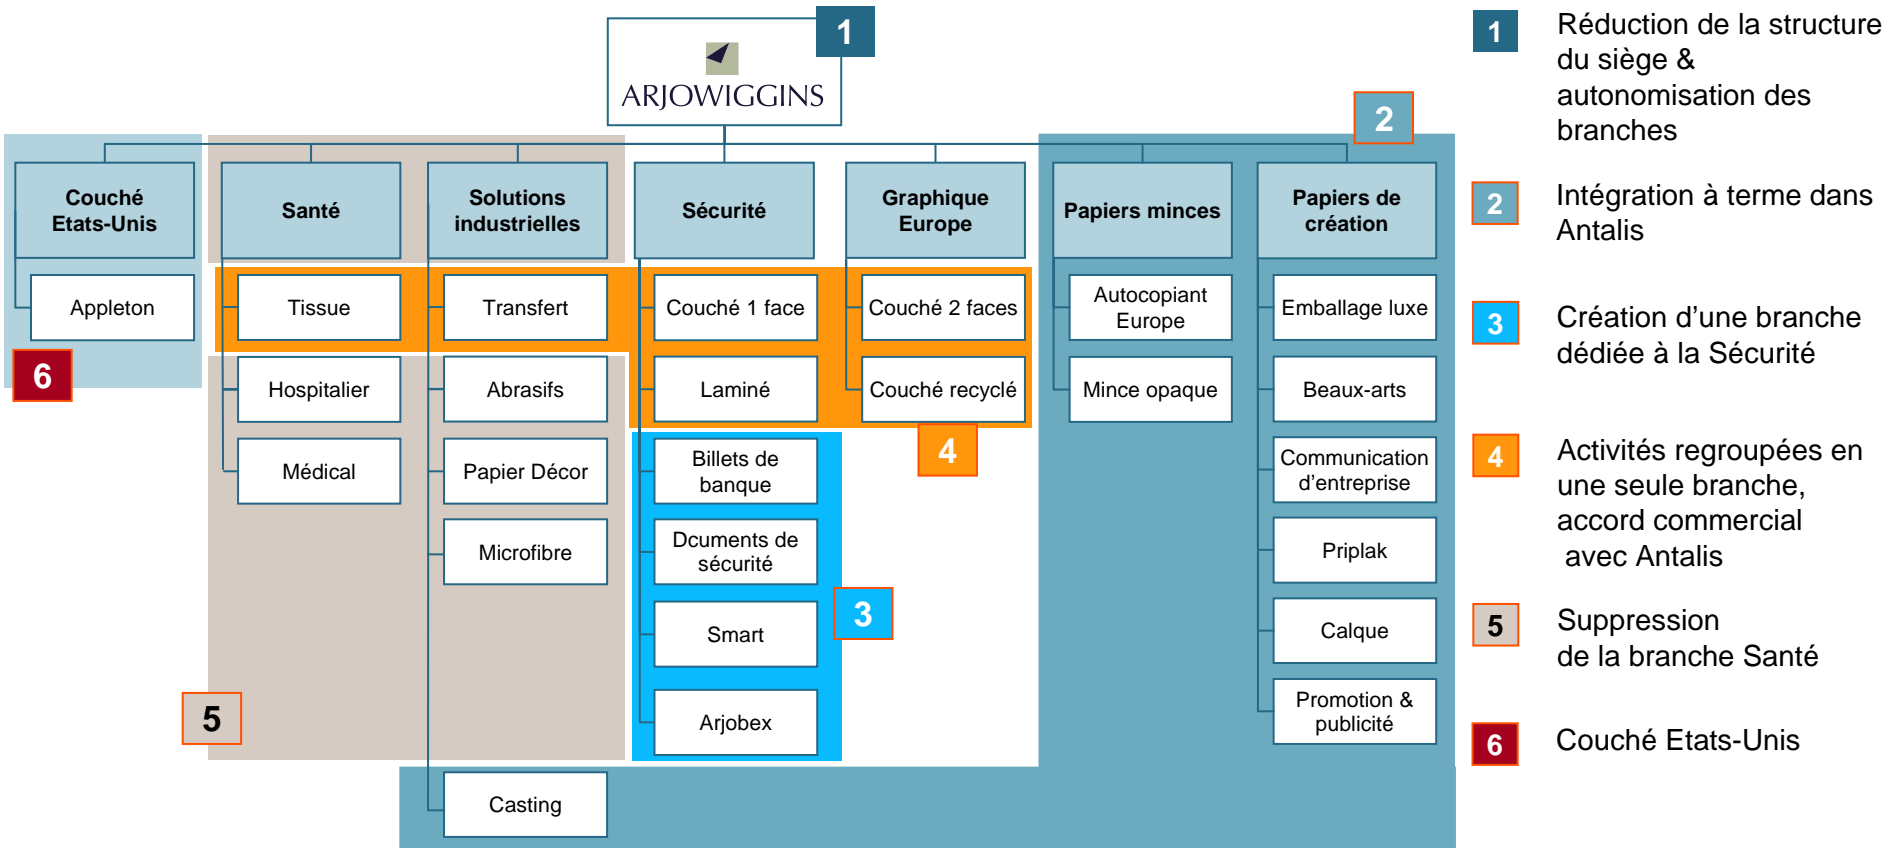 1
ARJOWIGGINS
2
Couché
Etats-Unis
Santé
Solutions
industrielles
Sécurité
Graphique
Europe
Papiers minces
Papiers de
création
Appleton
Tissue
Transfert
Couché 1 face
Couché 2 faces
Autocopiant
Europe
Emballage luxe
6
Hospitalier
Abrasifs
Laminé
Couché recyclé
Mince opaque
Beaux-arts
4
Médical
Papier Décor
Billets de
banque
Communication
d'entreprise
Microfibre
Dcuments de
sécurité
Priplak
3
Smart
Calque
5
Arjobex
Promotion &
publicité
Casting
1
Réduction de la structure
du siège &
autonomisation des
branches
2
Intégration à terme dans
Antalis
3
Création d’une branche
dédiée à la Sécurité
4
Activités regroupées en
une seule branche,
accord commercial
avec Antalis
5
Suppression
de la branche Santé
6
Couché Etats-Unis